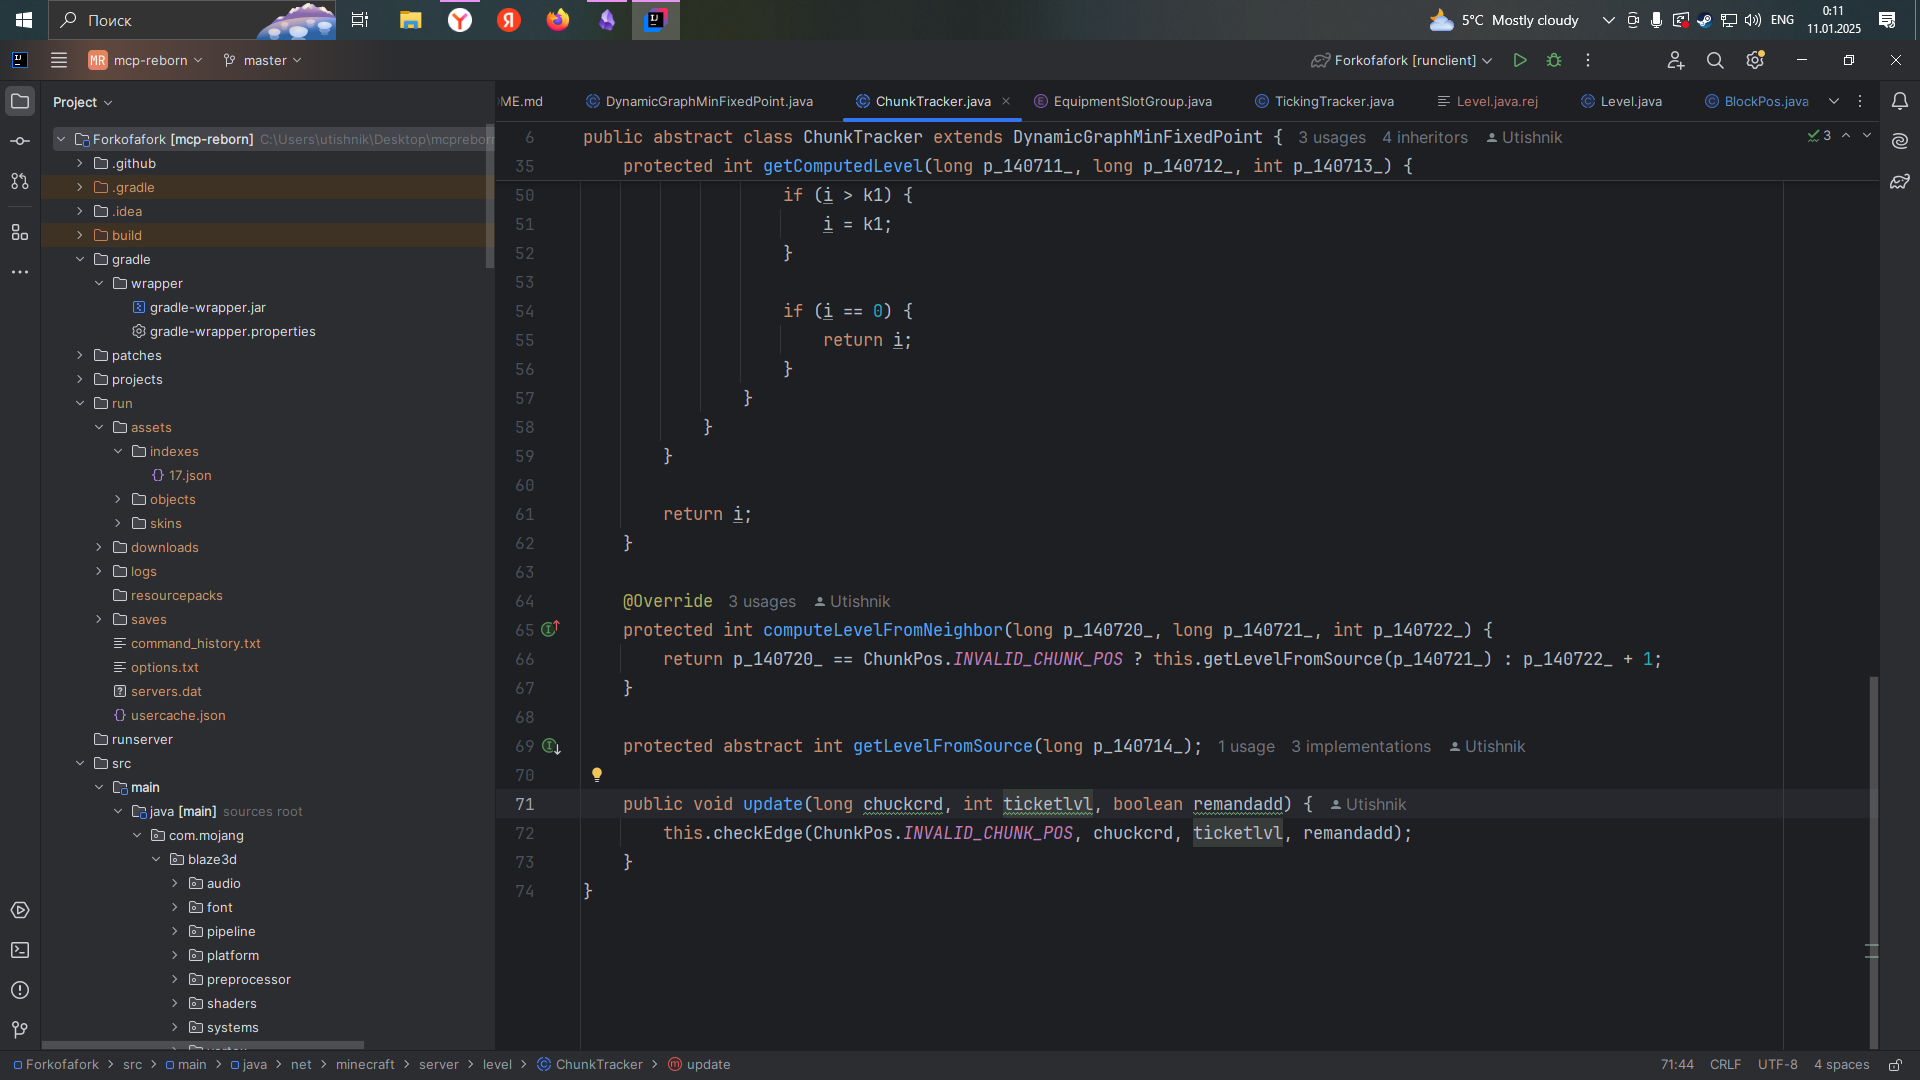 Поиск
5°C Mostly cloudy
ENG
0:11
11.01.2025
MR mcp-reborn
master
Forkofafork [runclient]
Project
ME.md
DynamicGraphMinFixedPoint.java
ChunkTracker.java
EquipmentSlotGroup.java
TickingTracker.java
Level.java.rej
Level.java
BlockPos.java
Forkofafork [mcp-reborn] C:\Users\utishnik\Desktop\mcpreborn
.github
.gradle
.idea
build
gradle
wrapper
gradle-wrapper.jar
gradle-wrapper.properties
patches
projects
run
assets
indexes
17.json
objects
skins
downloads
logs
resourcepacks
saves
command_history.txt
options.txt
servers.dat
usercache.json
runserver
src
main
java [main] sources root
com.mojang
blaze3d
audio
font
pipeline
platform
preprocessor
shaders
systems
6 public abstract class ChunkTracker extends DynamicGraphMinFixedPoint { 3 usages 4 inheritors Utishnik
3
35 protected int getComputedLevel(long p_140711_, long p_140712_, int p_140713_) {
50 if (i > k1) {
51 i = k1;
52 }
53
54 if (i == 0) {
55 return i;
56 }
57 }
58 }
59 }
60
61 return i;
62 }
63
64 @Override 3 usages Utishnik
65 protected int computeLevelFromNeighbor(long p_140720_, long p_140721_, int p_140722_) {
66 return p_140720_ == ChunkPos.INVALID_CHUNK_POS ? this.getLevelFromSource(p_140721_) : p_140722_ + 1;
67 }
68
69 protected abstract int getLevelFromSource(long p_140714_); 1 usage 3 implementations Utishnik
70
71 public void update(long chuckcrd, int ticketlvl, boolean remandadd) { Utishnik
72 this.checkEdge(ChunkPos.INVALID_CHUNK_POS, chuckcrd, ticketlvl, remandadd);
73 }
74 }
Forkofafork > src > main > java > net > minecraft > server > level > ChunkTracker > update
71:44 CRLF UTF-8 4 spaces